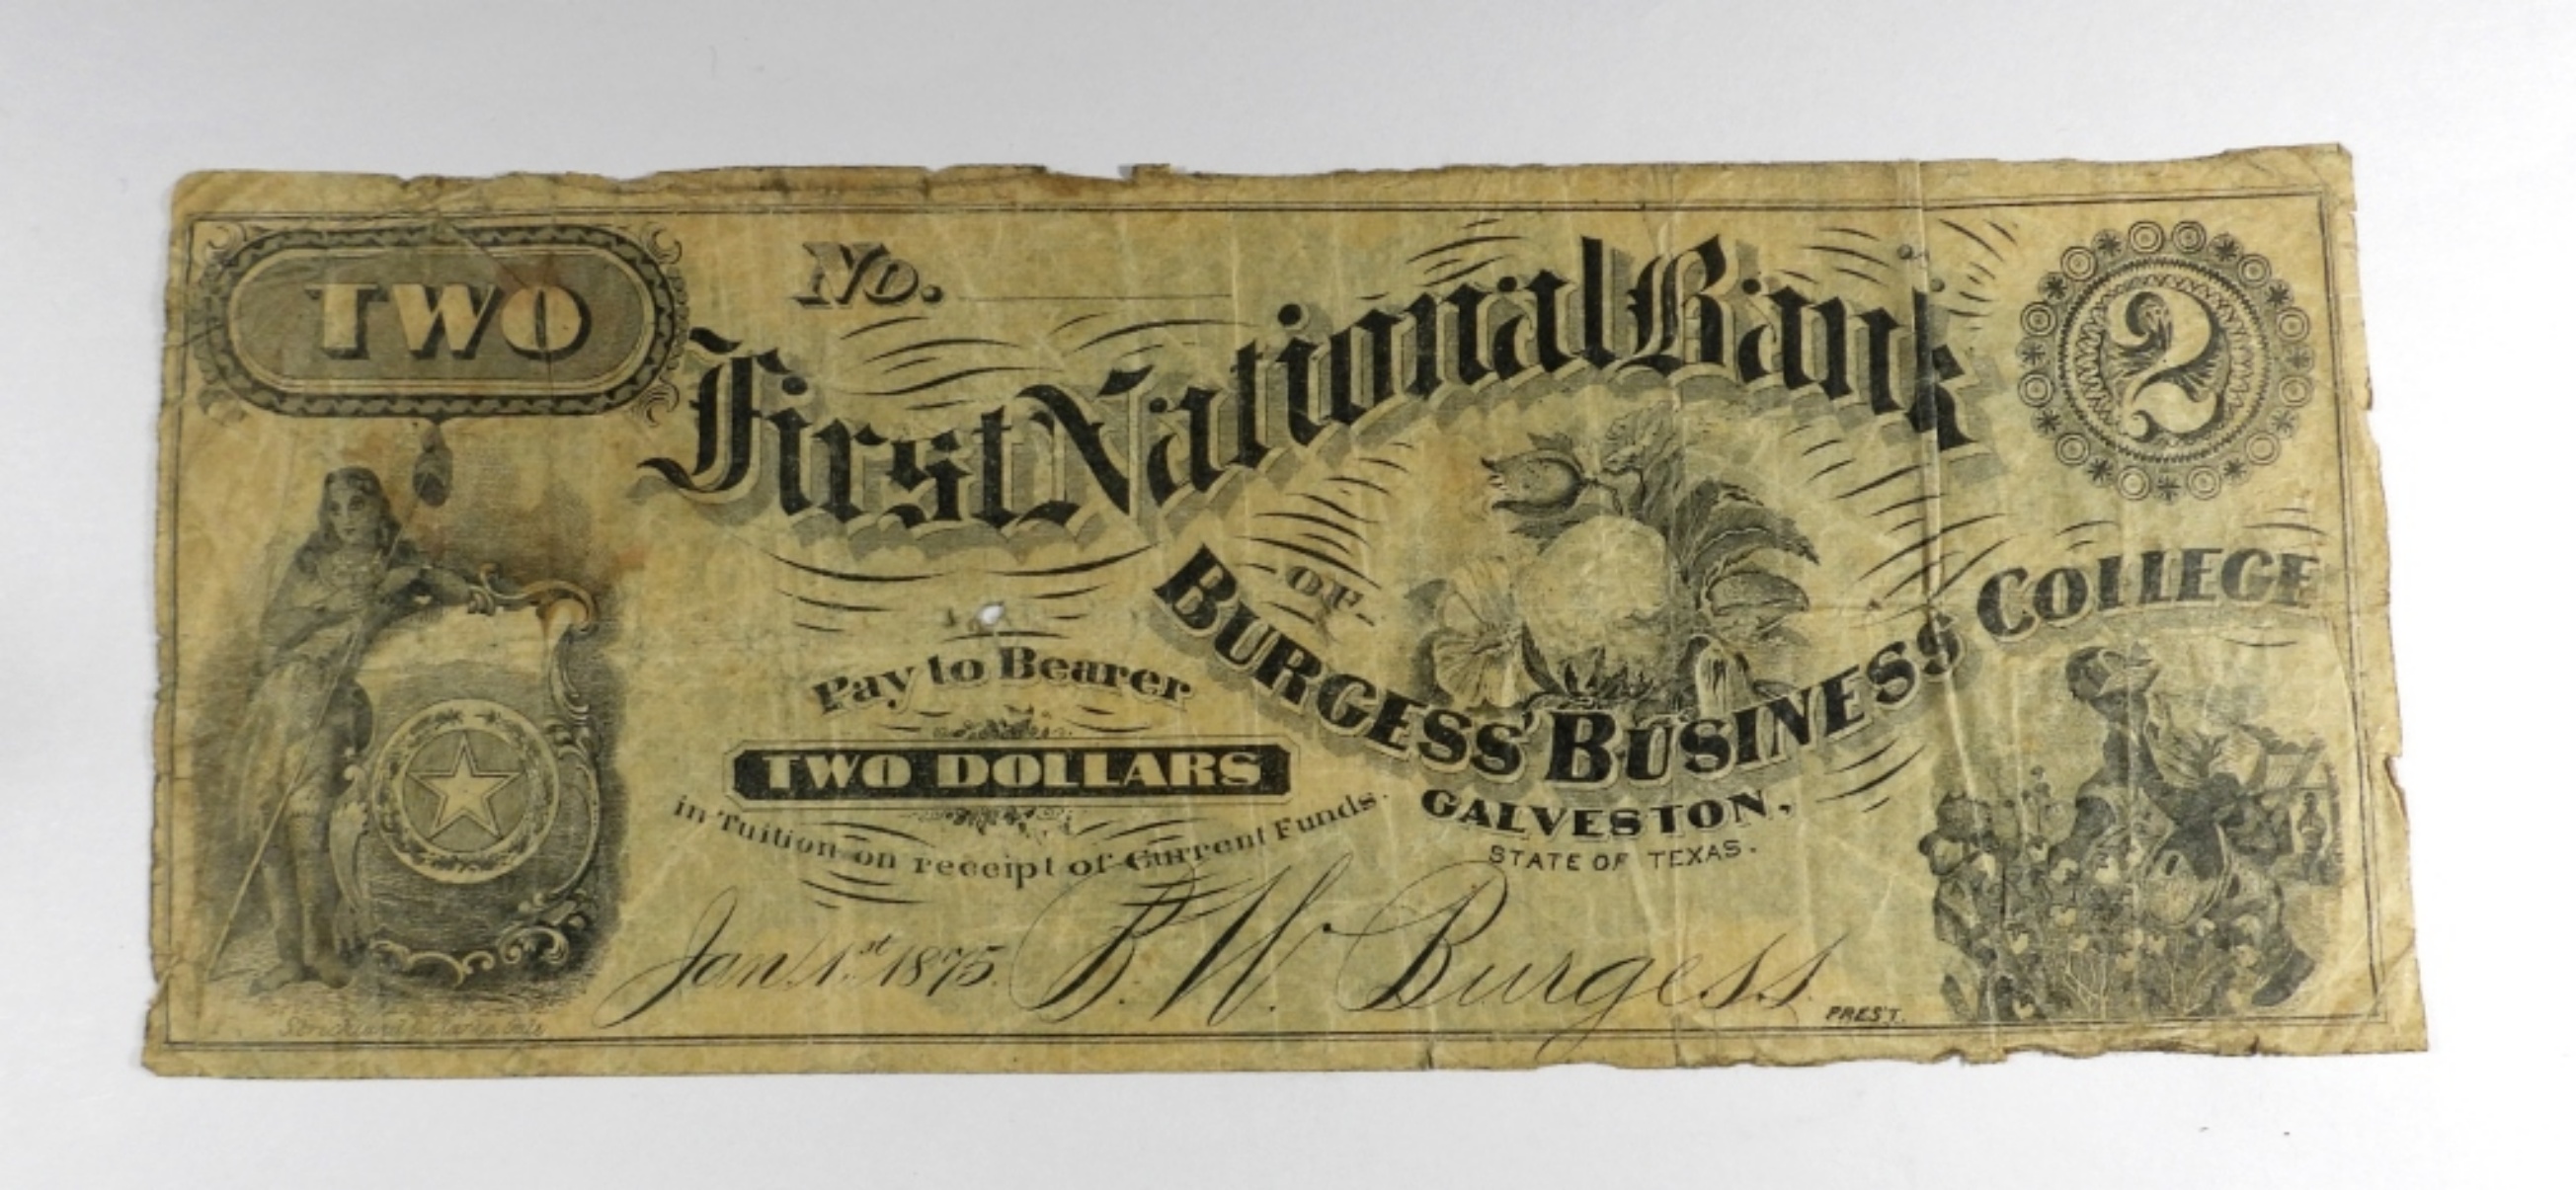 TWO
No.
2
First National Bank
OF
BURGESS' BUSINESS COLLEGE
GALVESTON,
STATE OF TEXAS.
Pay to Bearer
TWO DOLLARS
in Tuition on receipt of Current Funds.
Jan. 1st 1875.
B. W. Burgess.
PREST.